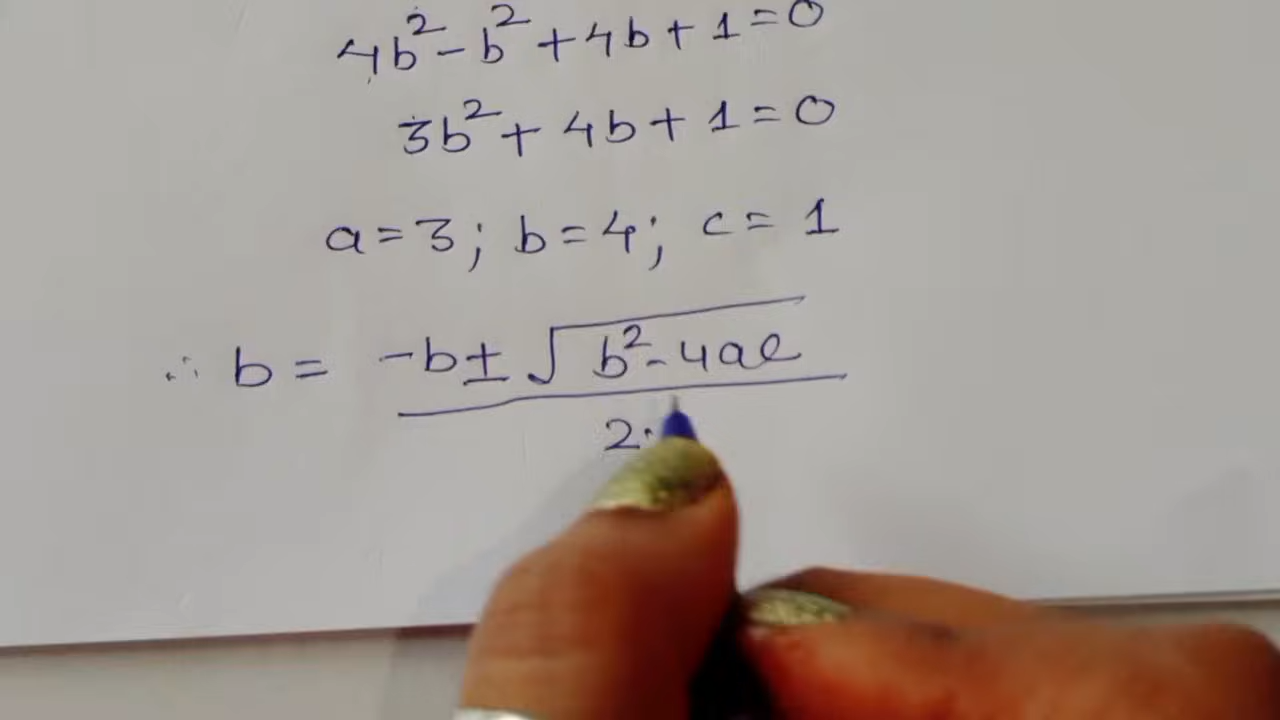 4b² - b² + 4b + 1 = 0
3b² + 4b + 1 = 0
a = 3; b = 4; c = 1
∴ b = -b ± √(b² - 4ac)
2.